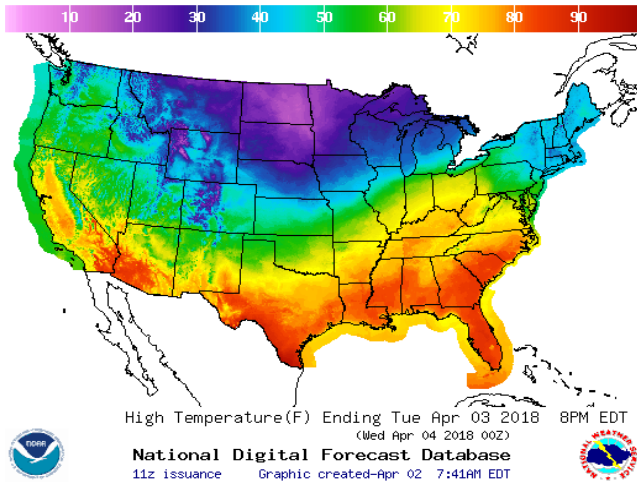 10 20 30 40 50 60 70 80 90
High Temperature(F) Ending Tue Apr 03 2018 8PM EDT
(Wed Apr 04 2018 00Z)
National Digital Forecast Database
11z issuance Graphic created-Apr 02 7:41AM EDT
NOAA
NATIONAL WEATHER SERVICE